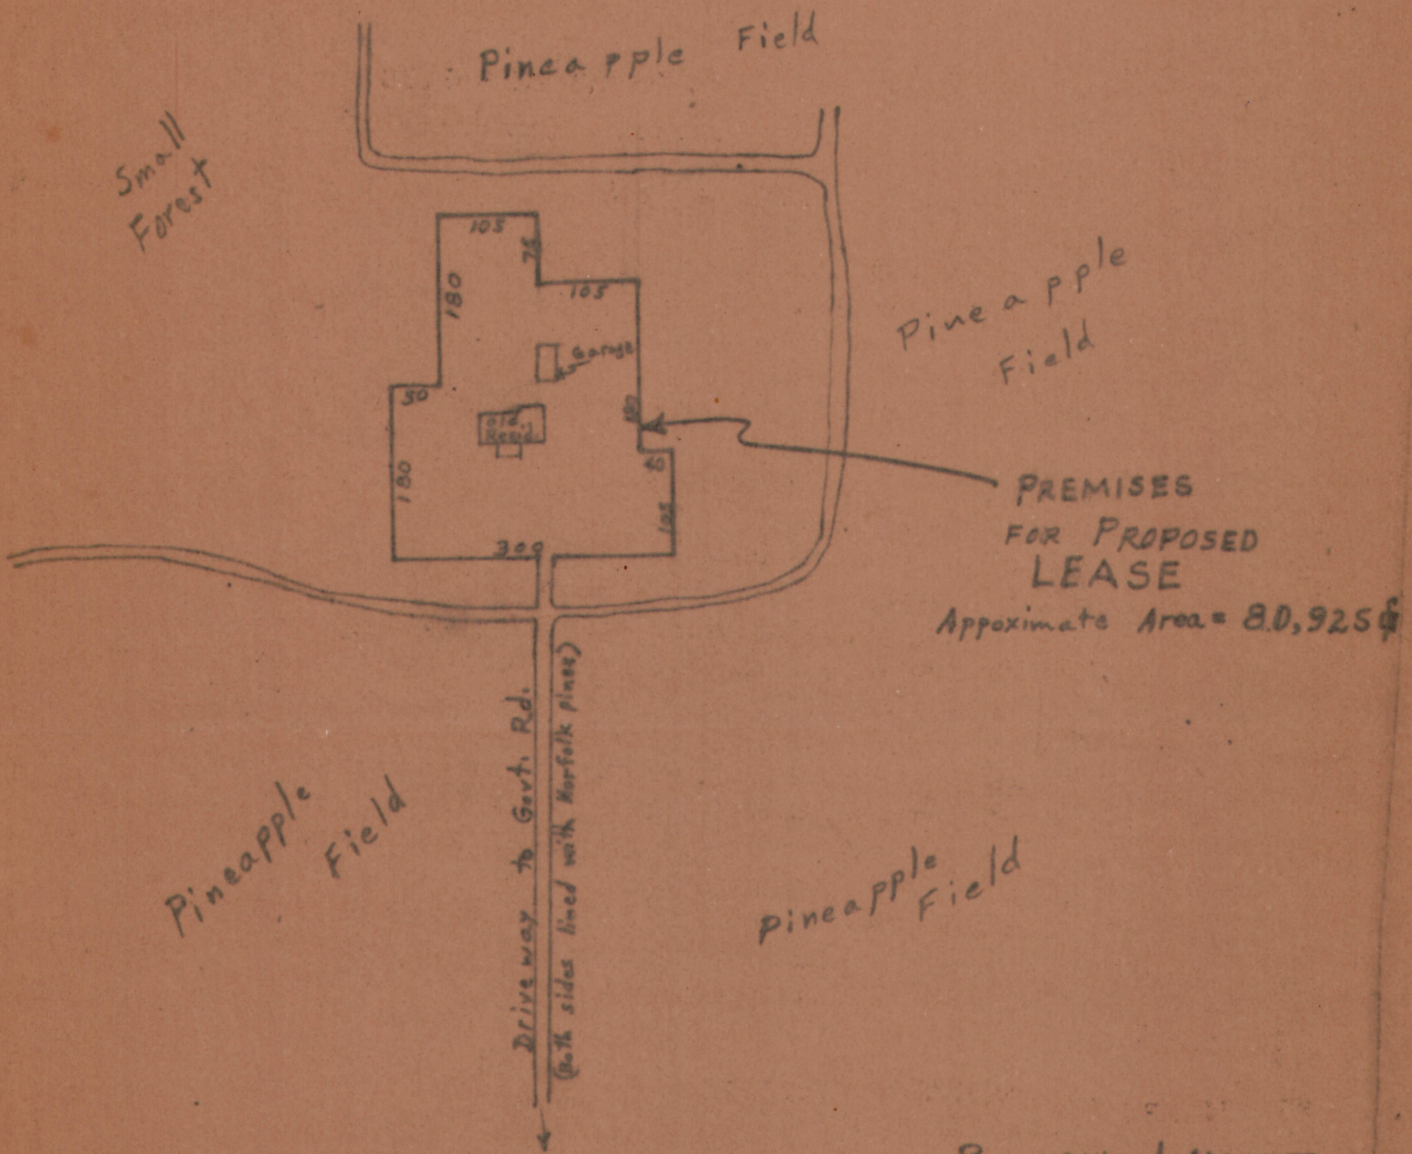 Pineapple Field
Small
Forest
105
75
180
105
Pineapple
Field
Garage
50
180
Old
Resid.
180
40
105
300
PREMISES
FOR PROPOSED
LEASE
Appoximate Area = 80,925
Driveway to Govt. Rd.
(Both sides lined with Norfolk pines)
Pineapple
Field
Pineapple
Field